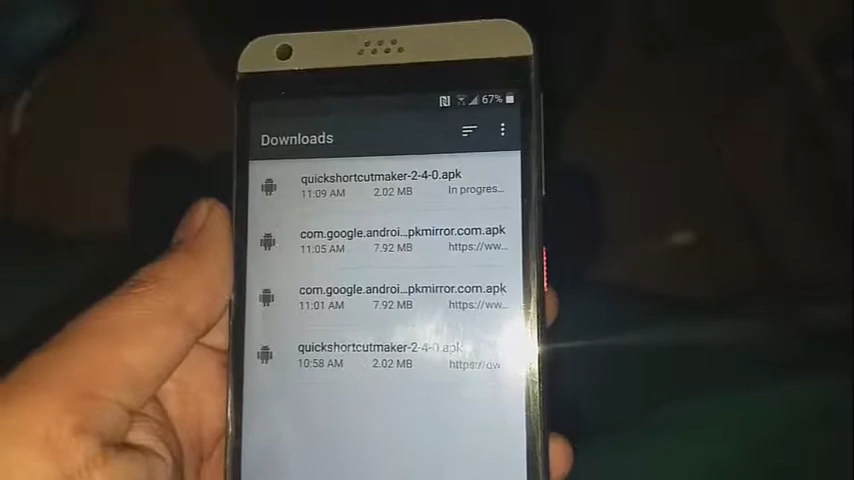 67%
Downloads
quickshortcutmaker-2-4-0.apk
11:09 AM 2.02 MB In progres...
com.google.androi...pkmirror.com.apk
11:05 AM 7.92 MB https://ww...
com.google.androi...pkmirror.com.apk
11:01 AM 7.92 MB https://ww...
quickshortcutmaker-2-4-0.apk
10:58 AM 2.02 MB https://dw...